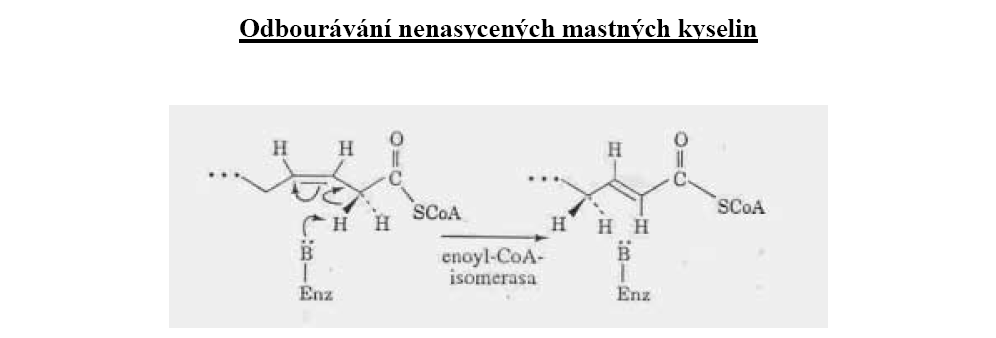 Odbourávání nenasycených mastných kyselin
H H O
C
SCoA
H H
B̈
Enz
enoyl-CoA-
isomerasa
H O
C
SCoA
H H H
B̈
Enz